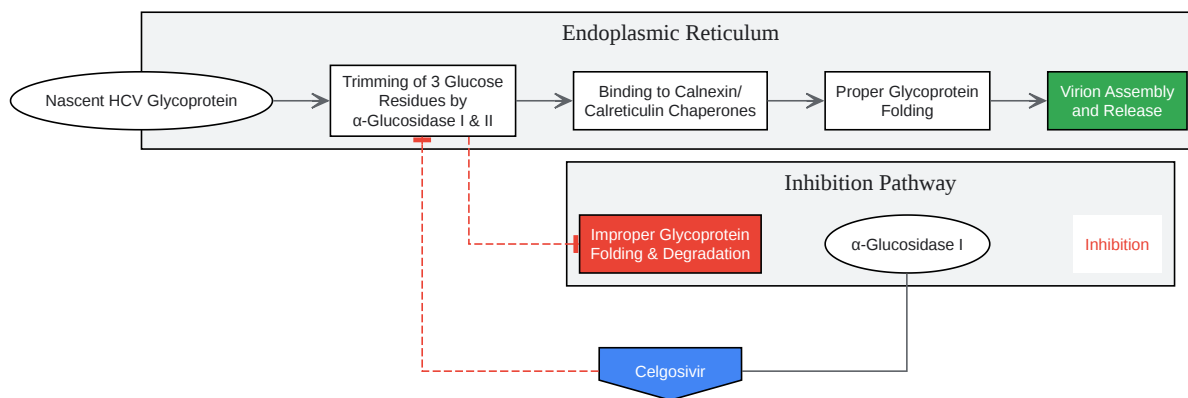 Endoplasmic Reticulum
Nascent HCV Glycoprotein
Trimming of 3 Glucose
Residues by
α-Glucosidase I & II
Binding to Calnexin/
Calreticulin Chaperones
Proper Glycoprotein
Folding
Virion Assembly
and Release
Inhibition Pathway
Improper Glycoprotein
Folding & Degradation
α-Glucosidase I
Inhibition
Celgosivir